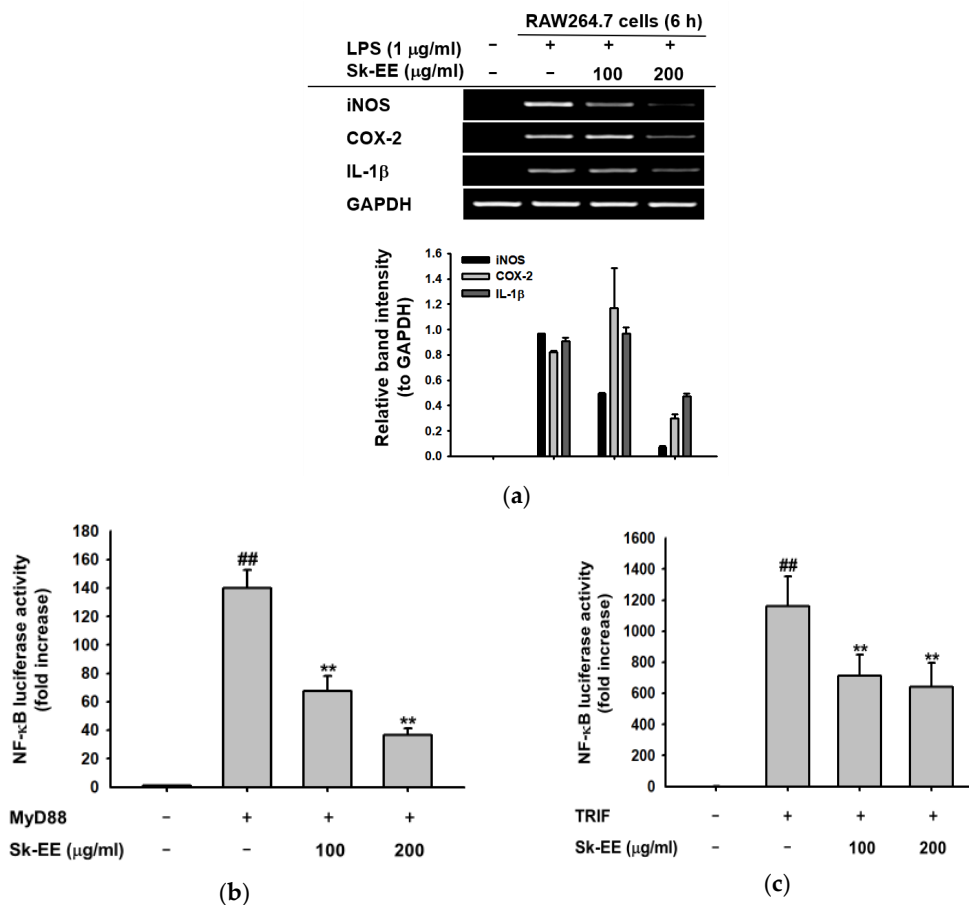 RAW264.7 cells (6 h)
LPS (1 μg/ml) – + + +
Sk-EE (μg/ml) – – 100 200
iNOS
COX-2
IL-1β
GAPDH
Relative band intensity
(to GAPDH)
1.6
1.4
1.2
1.0
0.8
0.6
0.4
0.2
0.0
iNOS
COX-2
IL-1β
(a)
NF-κB luciferase activity
(fold increase)
180
160
140
120
100
80
60
40
20
0
##
**
**
MyD88 – + + +
Sk-EE (μg/ml) – – 100 200
(b)
NF-κB luciferase activity
(fold increase)
1600
1400
1200
1000
800
600
400
200
0
##
**
**
TRIF – + + +
Sk-EE (μg/ml) – – 100 200
(c)